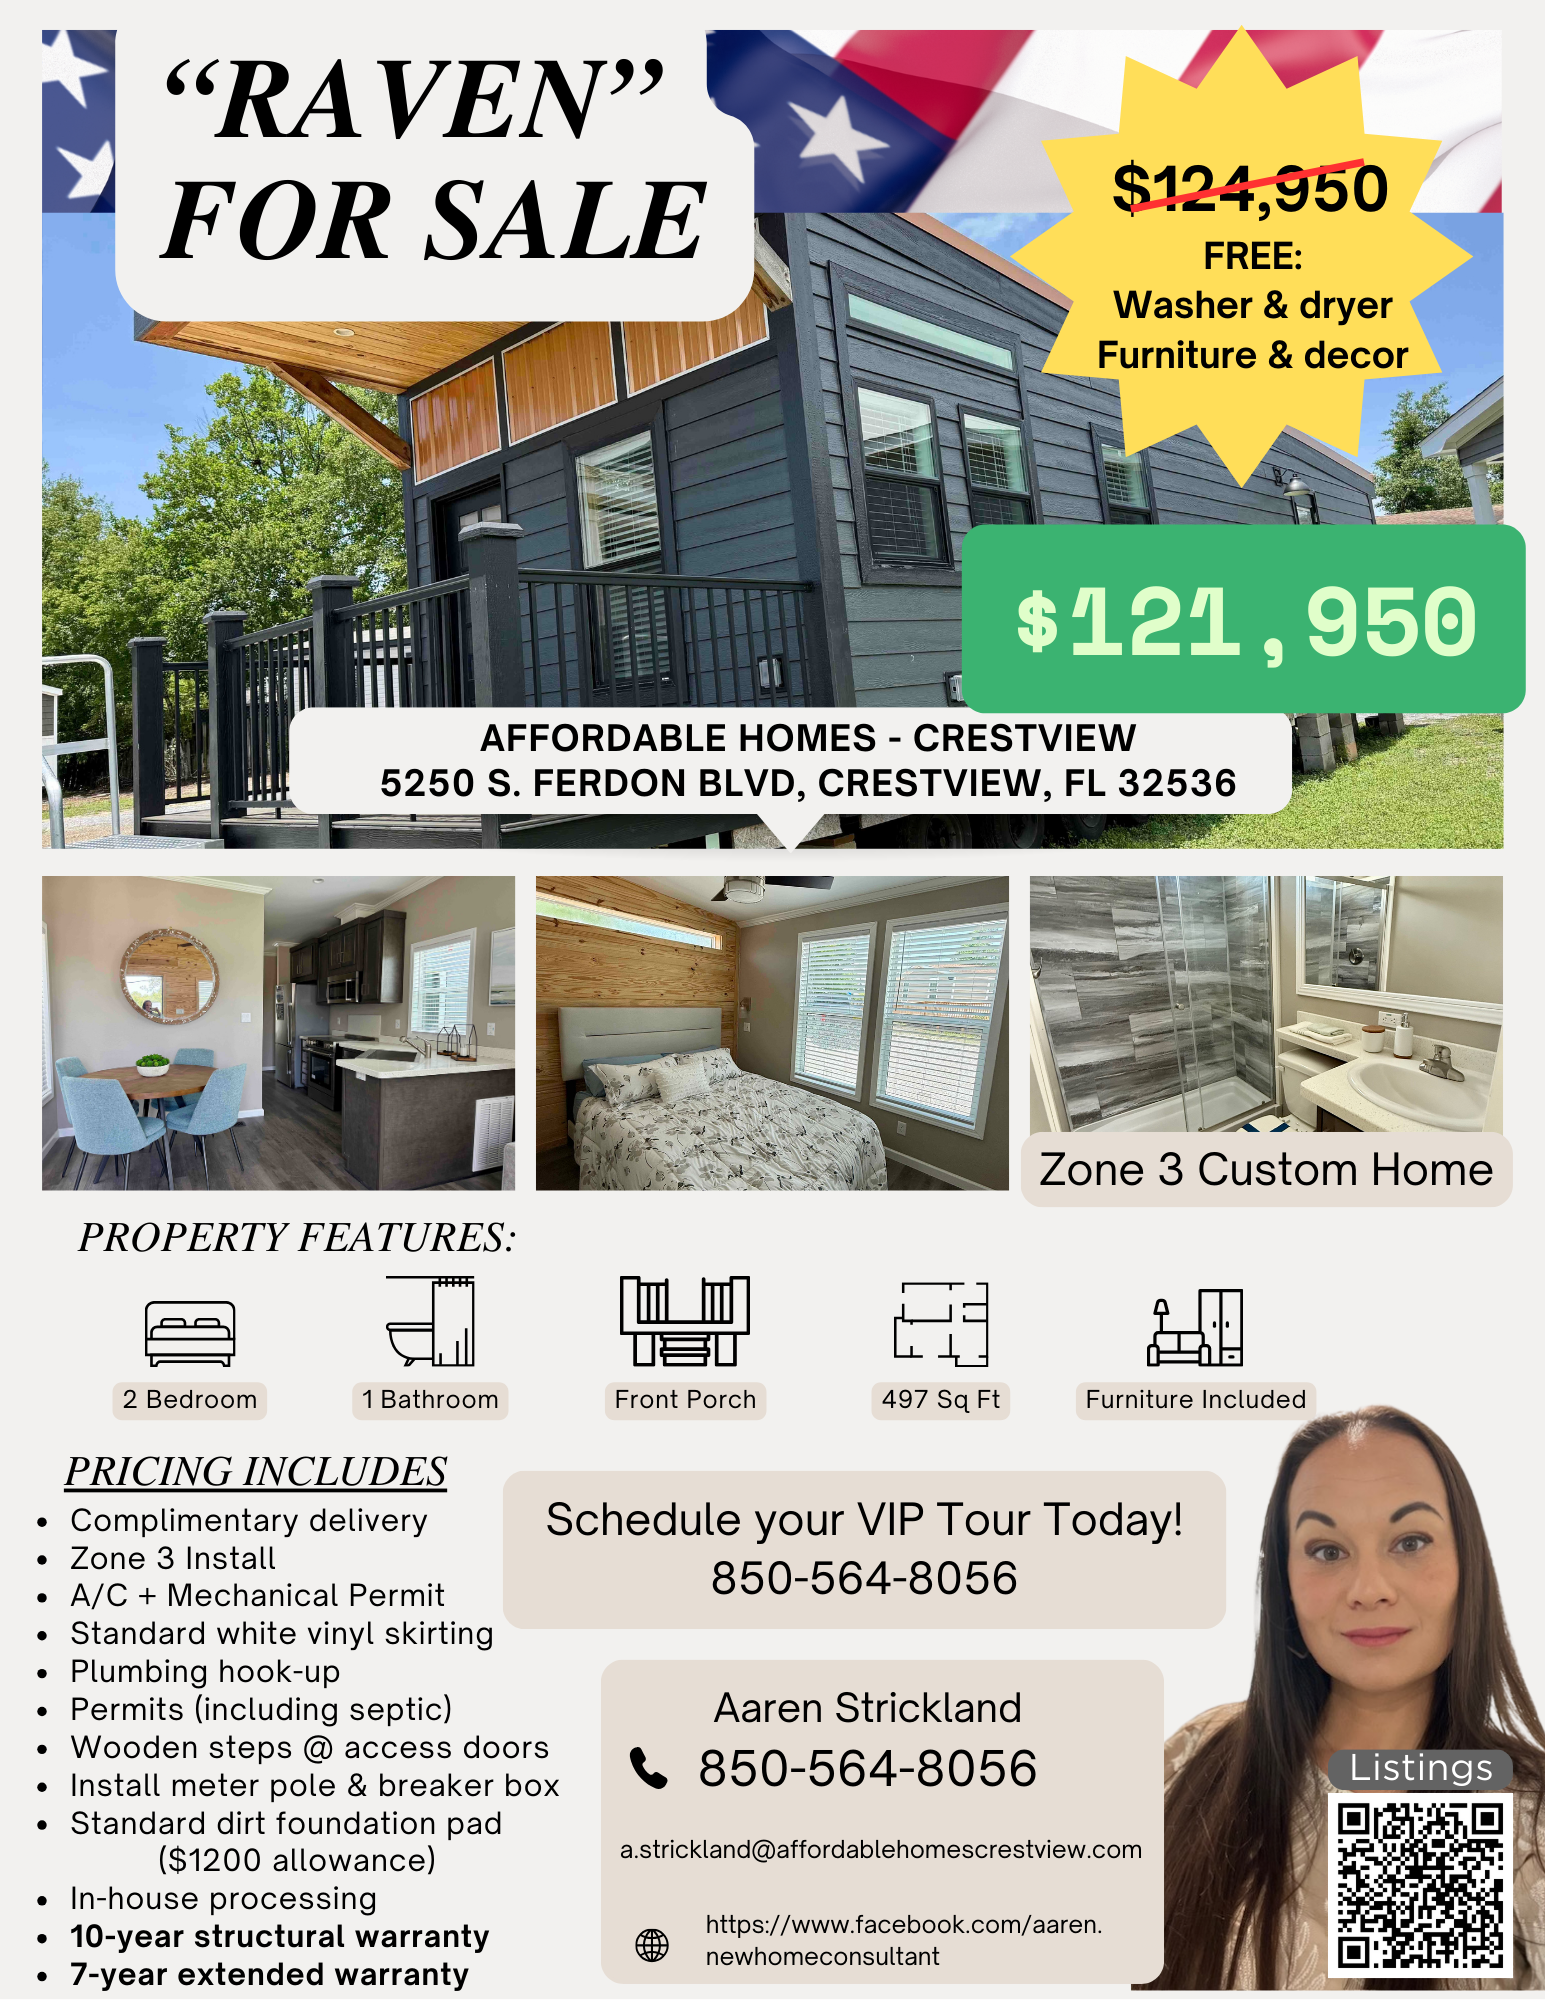 “RAVEN”
FOR SALE
$124,950
FREE:
Washer & dryer
Furniture & decor
$121,950
AFFORDABLE HOMES - CRESTVIEW
5250 S. FERDON BLVD, CRESTVIEW, FL 32536
Zone 3 Custom Home
PROPERTY FEATURES:
2 Bedroom
1 Bathroom
Front Porch
497 Sq Ft
Furniture Included
PRICING INCLUDES
• Complimentary delivery
• Zone 3 Install
• A/C + Mechanical Permit
• Standard white vinyl skirting
• Plumbing hook-up
• Permits (including septic)
• Wooden steps @ access doors
• Install meter pole & breaker box
• Standard dirt foundation pad
($1200 allowance)
• In-house processing
• 10-year structural warranty
• 7-year extended warranty
Schedule your VIP Tour Today!
850-564-8056
Aaren Strickland
850-564-8056
a.strickland@affordablehomescrestview.com
https://www.facebook.com/aaren.
newhomeconsultant
Listings